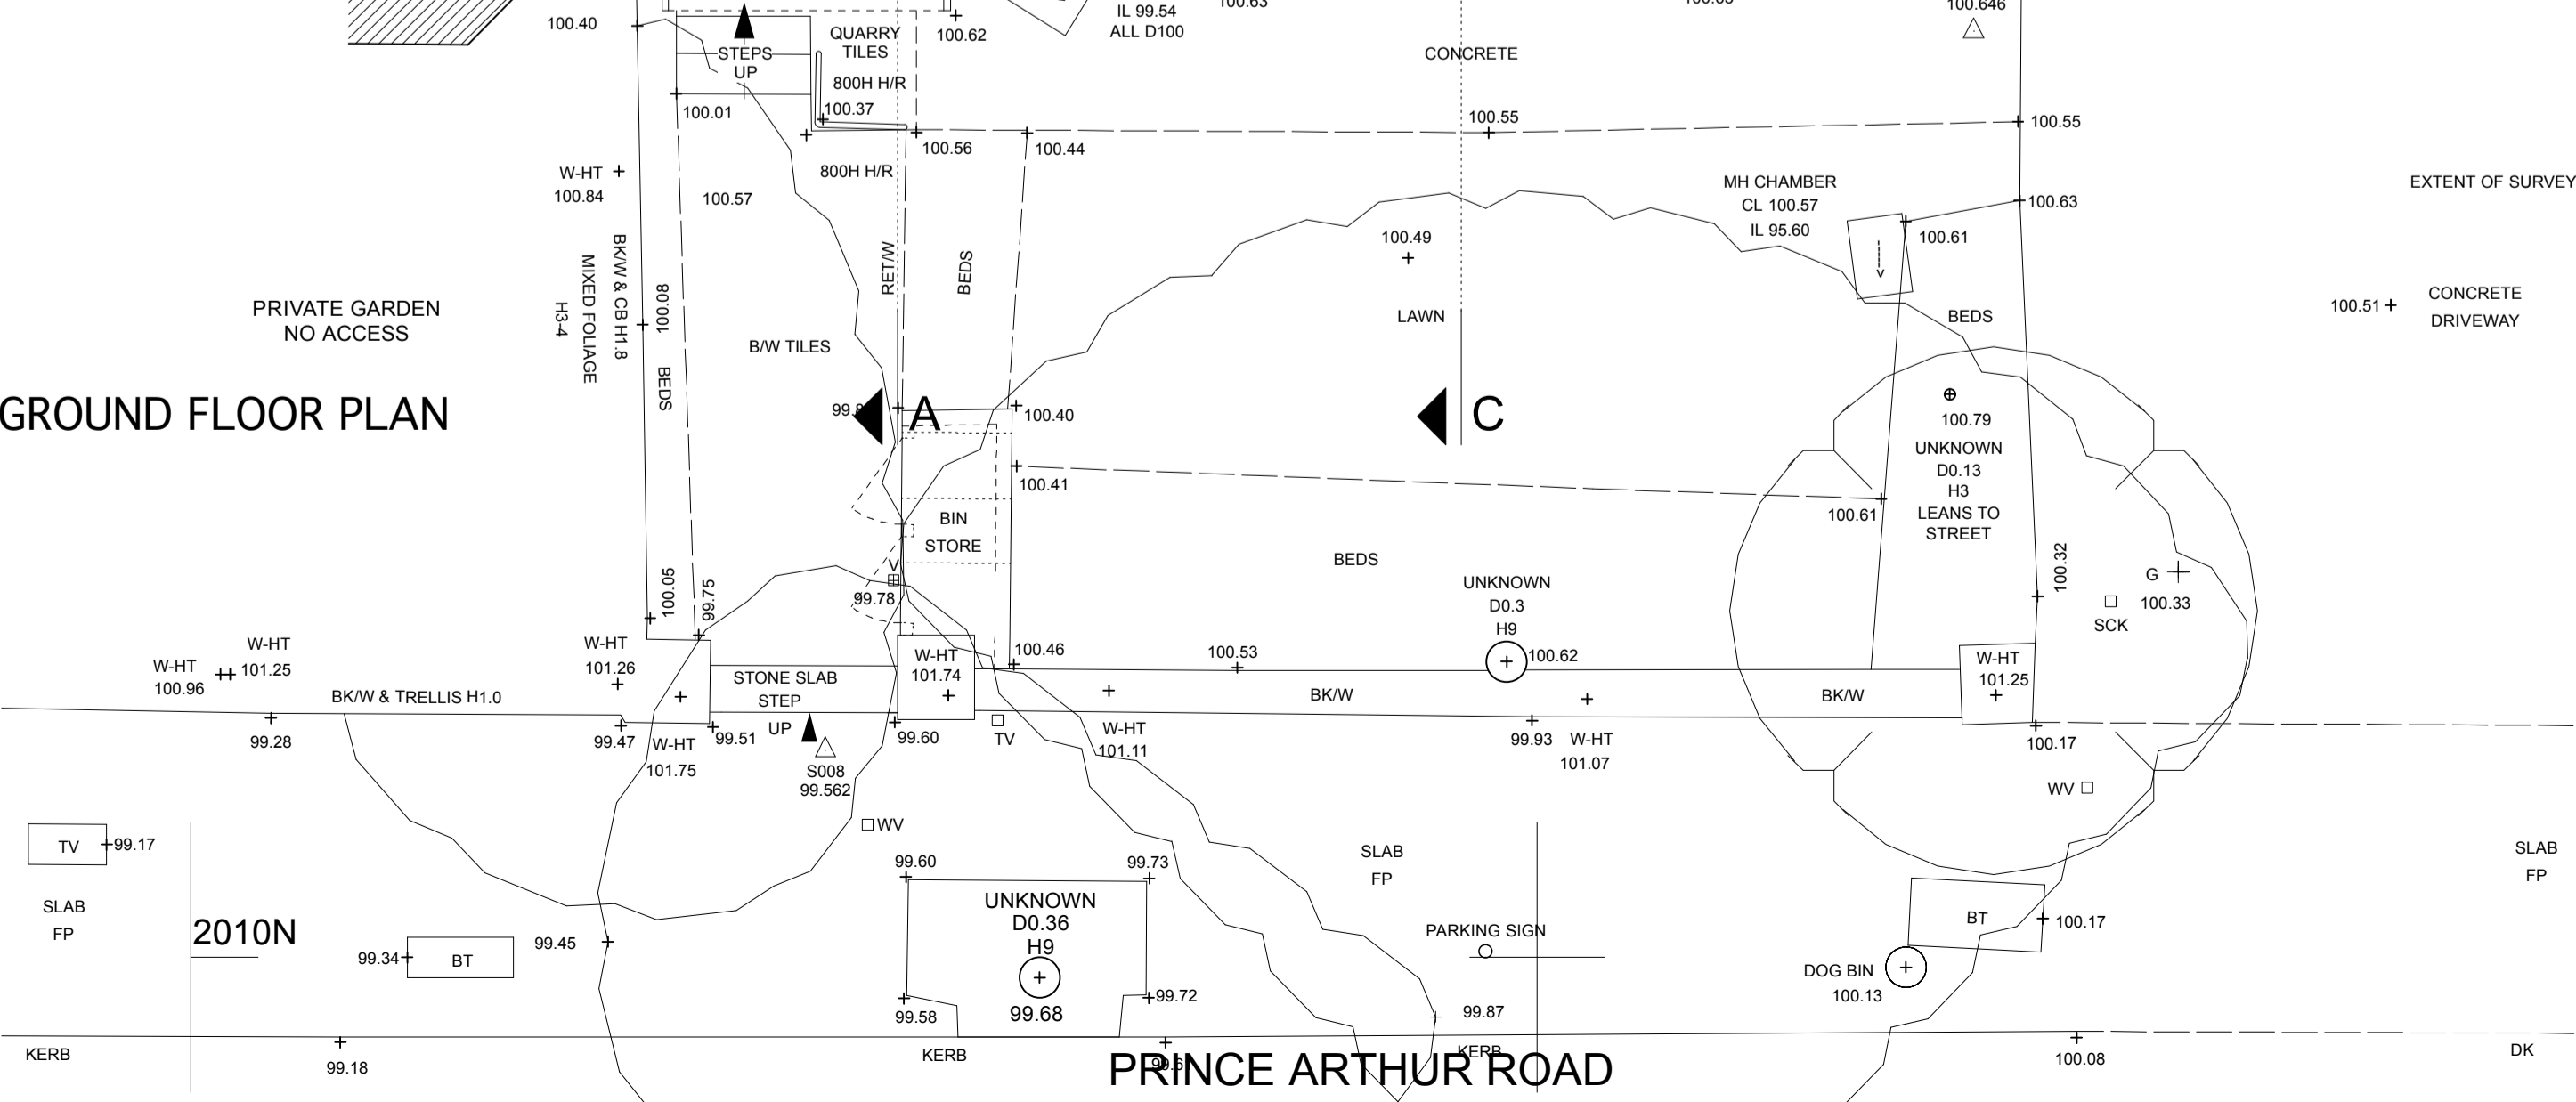 100.40
STEPS
UP
QUARRY
TILES
100.62
IL 99.54
ALL D100
100.63
CONCRETE
100.646
800H H/R
100.37
100.01
100.56
100.44
100.55
100.55
800H H/R
W-HT
100.84
100.57
MH CHAMBER
CL 100.57
IL 95.60
EXTENT OF SURVEY
100.63
100.61
100.49
RET/W
BEDS
BK/W & CB H1.8
MIXED FOLIAGE
H3-4
100.08
BEDS
PRIVATE GARDEN
NO ACCESS
B/W TILES
LAWN
BEDS
100.51
CONCRETE
DRIVEWAY
GROUND FLOOR PLAN
A
100.40
C
100.79
UNKNOWN
D0.13
H3
LEANS TO
STREET
100.41
100.61
BIN
STORE
BEDS
100.32
V
99.78
100.05
99.75
UNKNOWN
D0.3
H9
100.62
G
100.33
SCK
W-HT
101.25
W-HT
100.96
W-HT
101.26
W-HT
101.74
100.46
100.53
W-HT
101.25
BK/W & TRELLIS H1.0
STONE SLAB
STEP
UP
BK/W
BK/W
99.28
99.47
W-HT
101.75
99.51
99.60
TV
W-HT
101.11
99.93
W-HT
101.07
100.17
S008
99.562
WV
WV
TV
99.17
99.60
99.73
SLAB
FP
SLAB
FP
SLAB
FP
2010N
99.34
BT
99.45
UNKNOWN
D0.36
H9
99.68
PARKING SIGN
BT
100.17
DOG BIN
100.13
99.58
99.72
99.87
KERB
99.18
KERB
KERB
PRINCE ARTHUR ROAD
100.08
DK